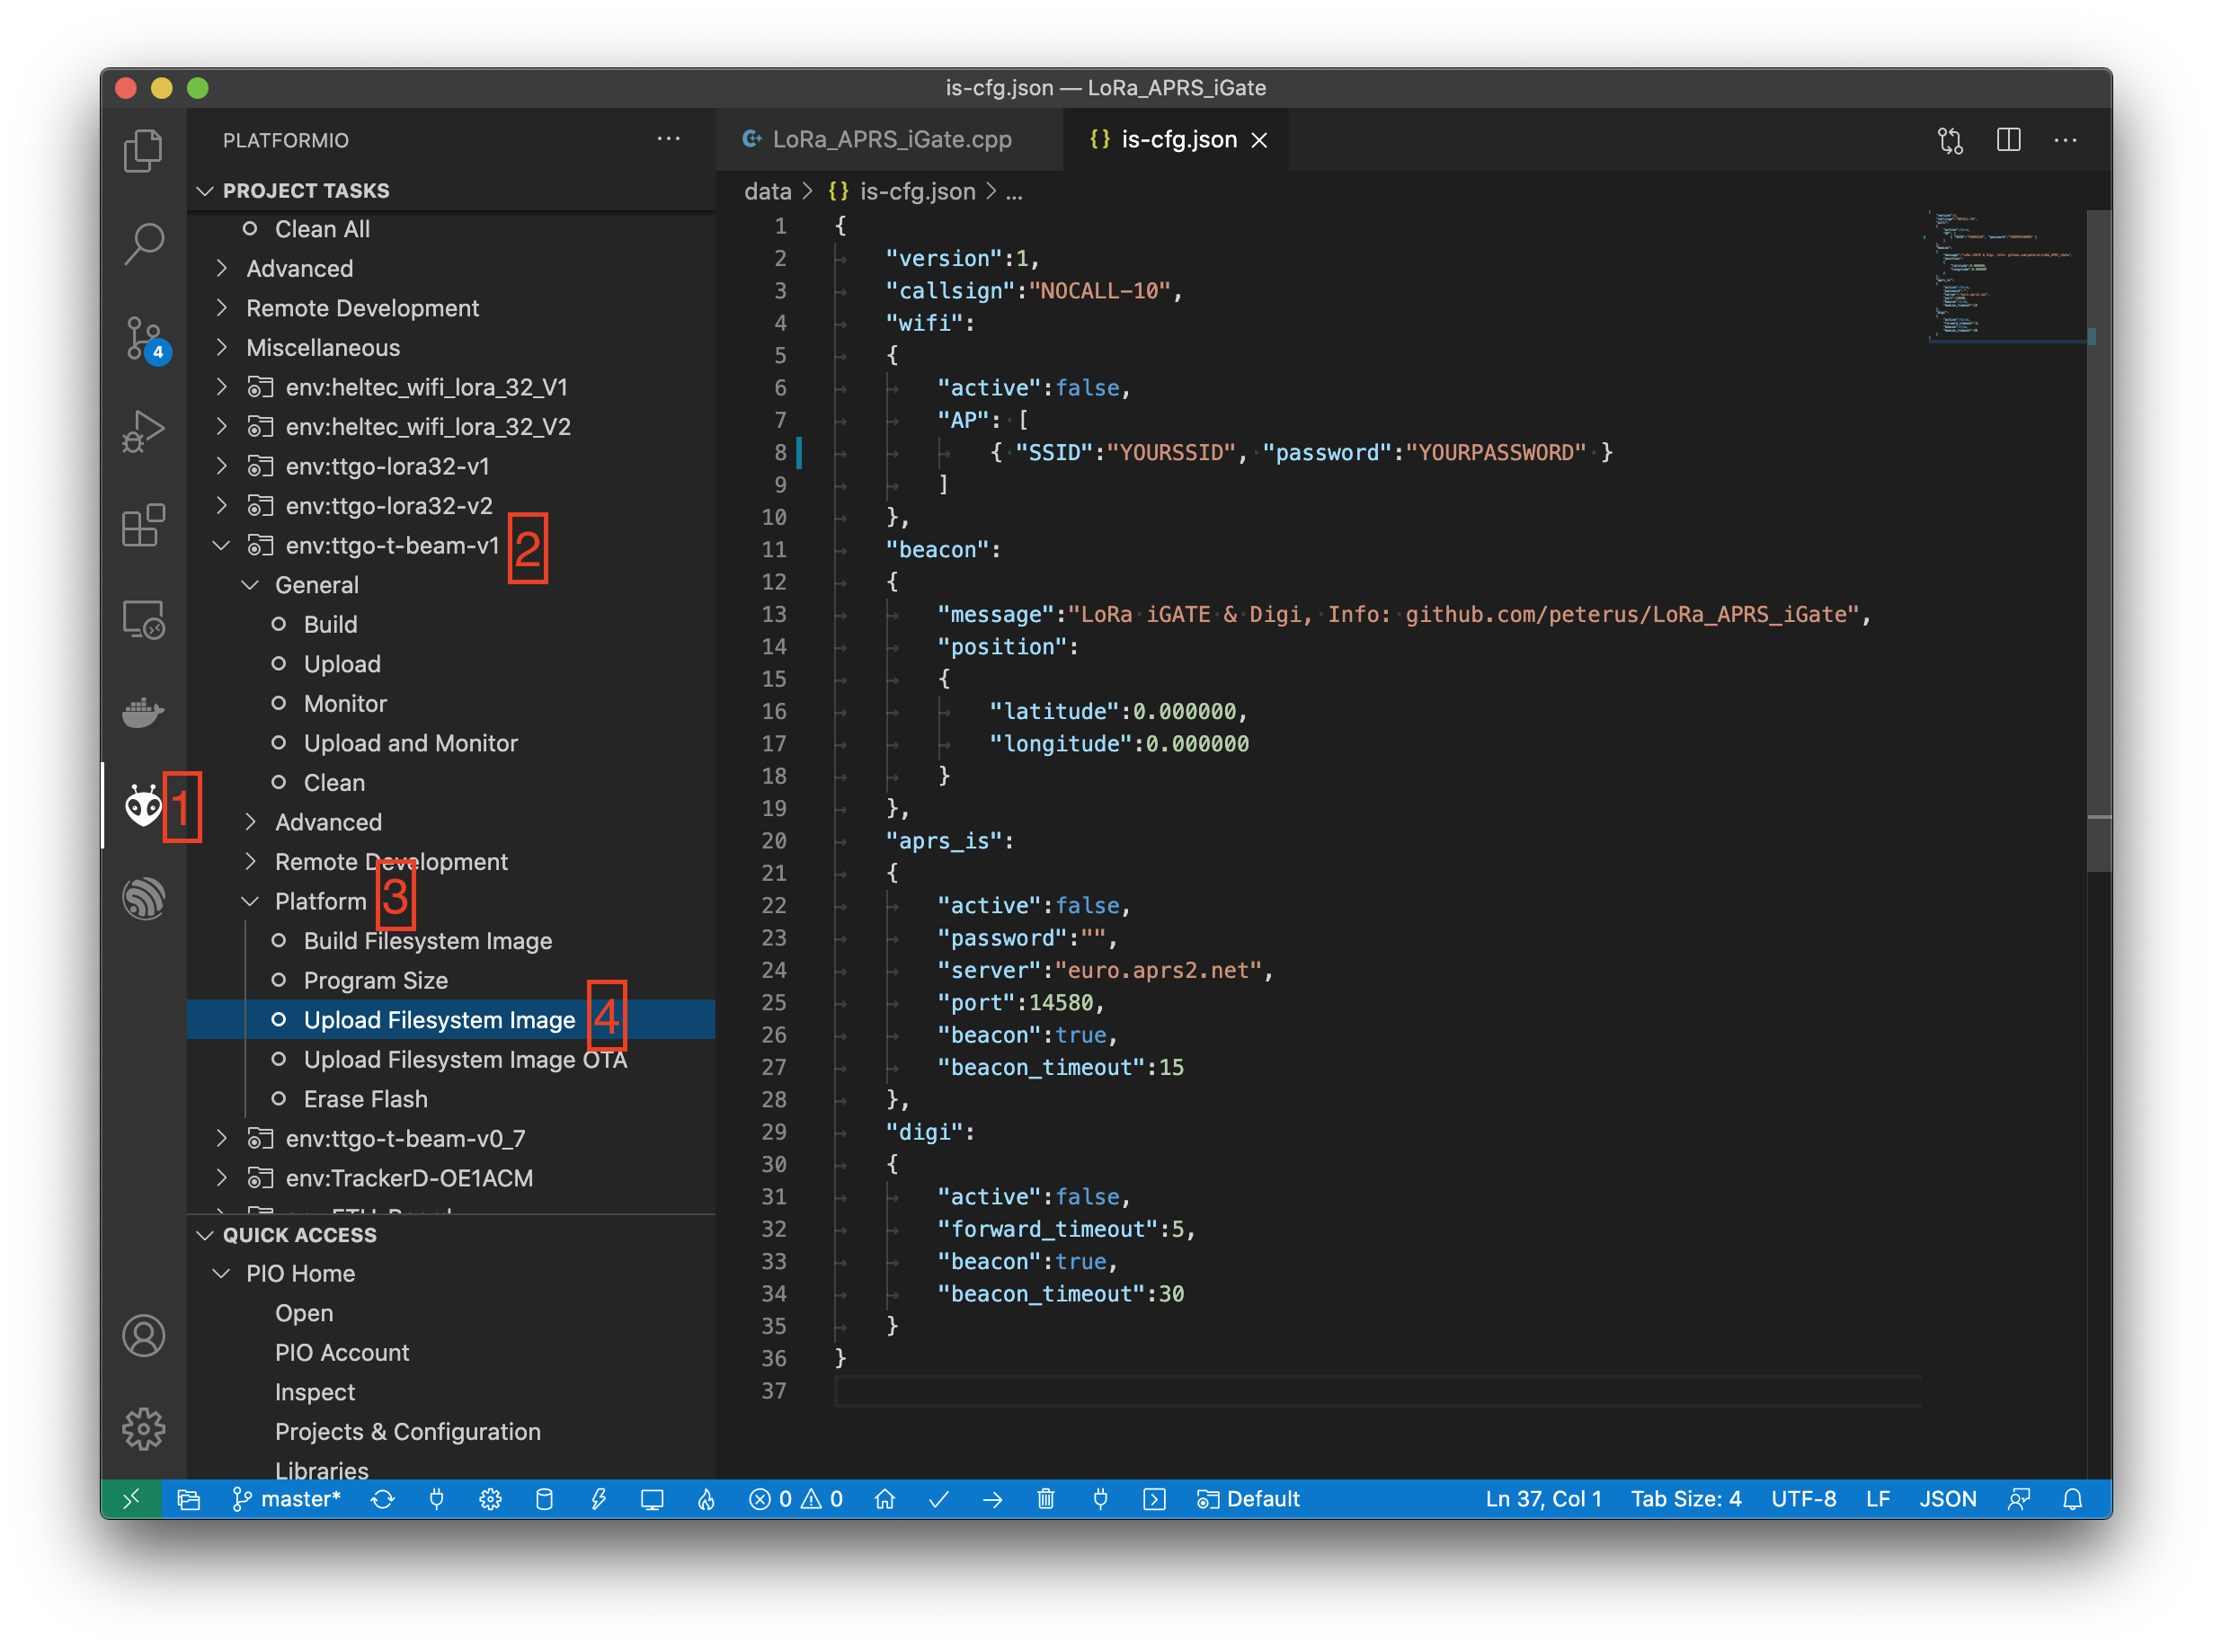 is-cfg.json — LoRa_APRS_iGate
PLATFORMIO
PROJECT TASKS
Clean All
Advanced
Remote Development
Miscellaneous
4
env:heltec_wifi_lora_32_V1
env:heltec_wifi_lora_32_V2
env:ttgo-lora32-v1
env:ttgo-lora32-v2
env:ttgo-t-beam-v1 2
General
Build
Upload
Monitor
Upload and Monitor
Clean
1
Advanced
Remote Development
Platform 3
Build Filesystem Image
Program Size
Upload Filesystem Image 4
Upload Filesystem Image OTA
Erase Flash
env:ttgo-t-beam-v0_7
env:TrackerD-OE1ACM
QUICK ACCESS
PIO Home
Open
PIO Account
Inspect
Projects & Configuration
Libraries
LoRa_APRS_iGate.cpp
{} is-cfg.json
data > {} is-cfg.json > ...
1 {
2 "version":1,
3 "callsign":"NOCALL-10",
4 "wifi":
5 {
6 "active":false,
7 "AP": [
8 { "SSID":"YOURSSID", "password":"YOURPASSWORD" }
9 ]
10 },
11 "beacon":
12 {
13 "message":"LoRa iGATE & Digi, Info: github.com/peterus/LoRa_APRS_iGate",
14 "position":
15 {
16 "latitude":0.000000,
17 "longitude":0.000000
18 }
19 },
20 "aprs_is":
21 {
22 "active":false,
23 "password":"",
24 "server":"euro.aprs2.net",
25 "port":14580,
26 "beacon":true,
27 "beacon_timeout":15
28 },
29 "digi":
30 {
31 "active":false,
32 "forward_timeout":5,
33 "beacon":true,
34 "beacon_timeout":30
35 }
36 }
37
master* 0 0 Default Ln 37, Col 1 Tab Size: 4 UTF-8 LF JSON